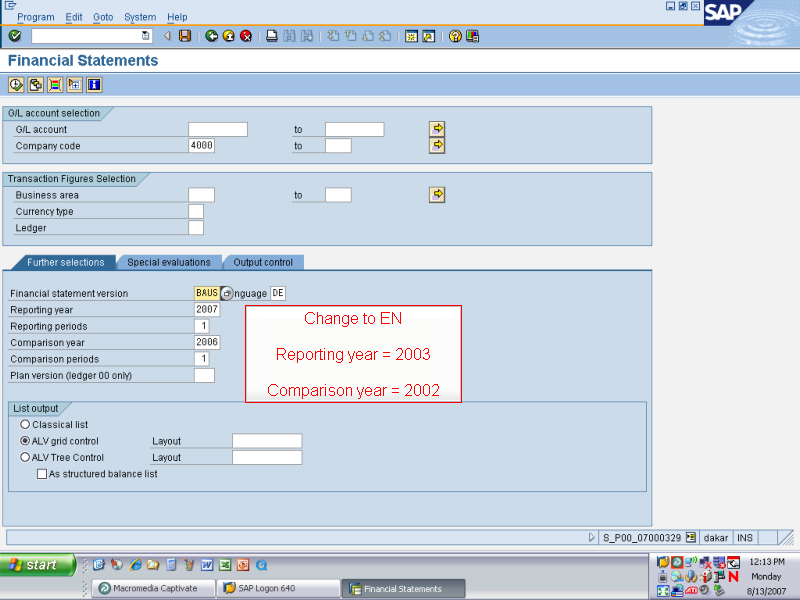 Program Edit Goto System Help
SAP
Financial Statements
G/L account selection
G/L account to
Company code 4000 to
Transaction Figures Selection
Business area to
Currency type
Ledger
Further selections Special evaluations Output control
Financial statement version BAUS nguage DE
Reporting year 2007
Reporting periods 1
Comparison year 2006
Comparison periods 1
Plan version (ledger 00 only)
Change to EN
Reporting year = 2003
Comparison year = 2002
List output
Classical list
ALV grid control Layout
ALV Tree Control Layout
As structured balance list
S_P00_07000329 dakar INS
start
12:13 PM
Monday
8/13/2007
Macromedia Captivate SAP Logon 640 Financial Statements